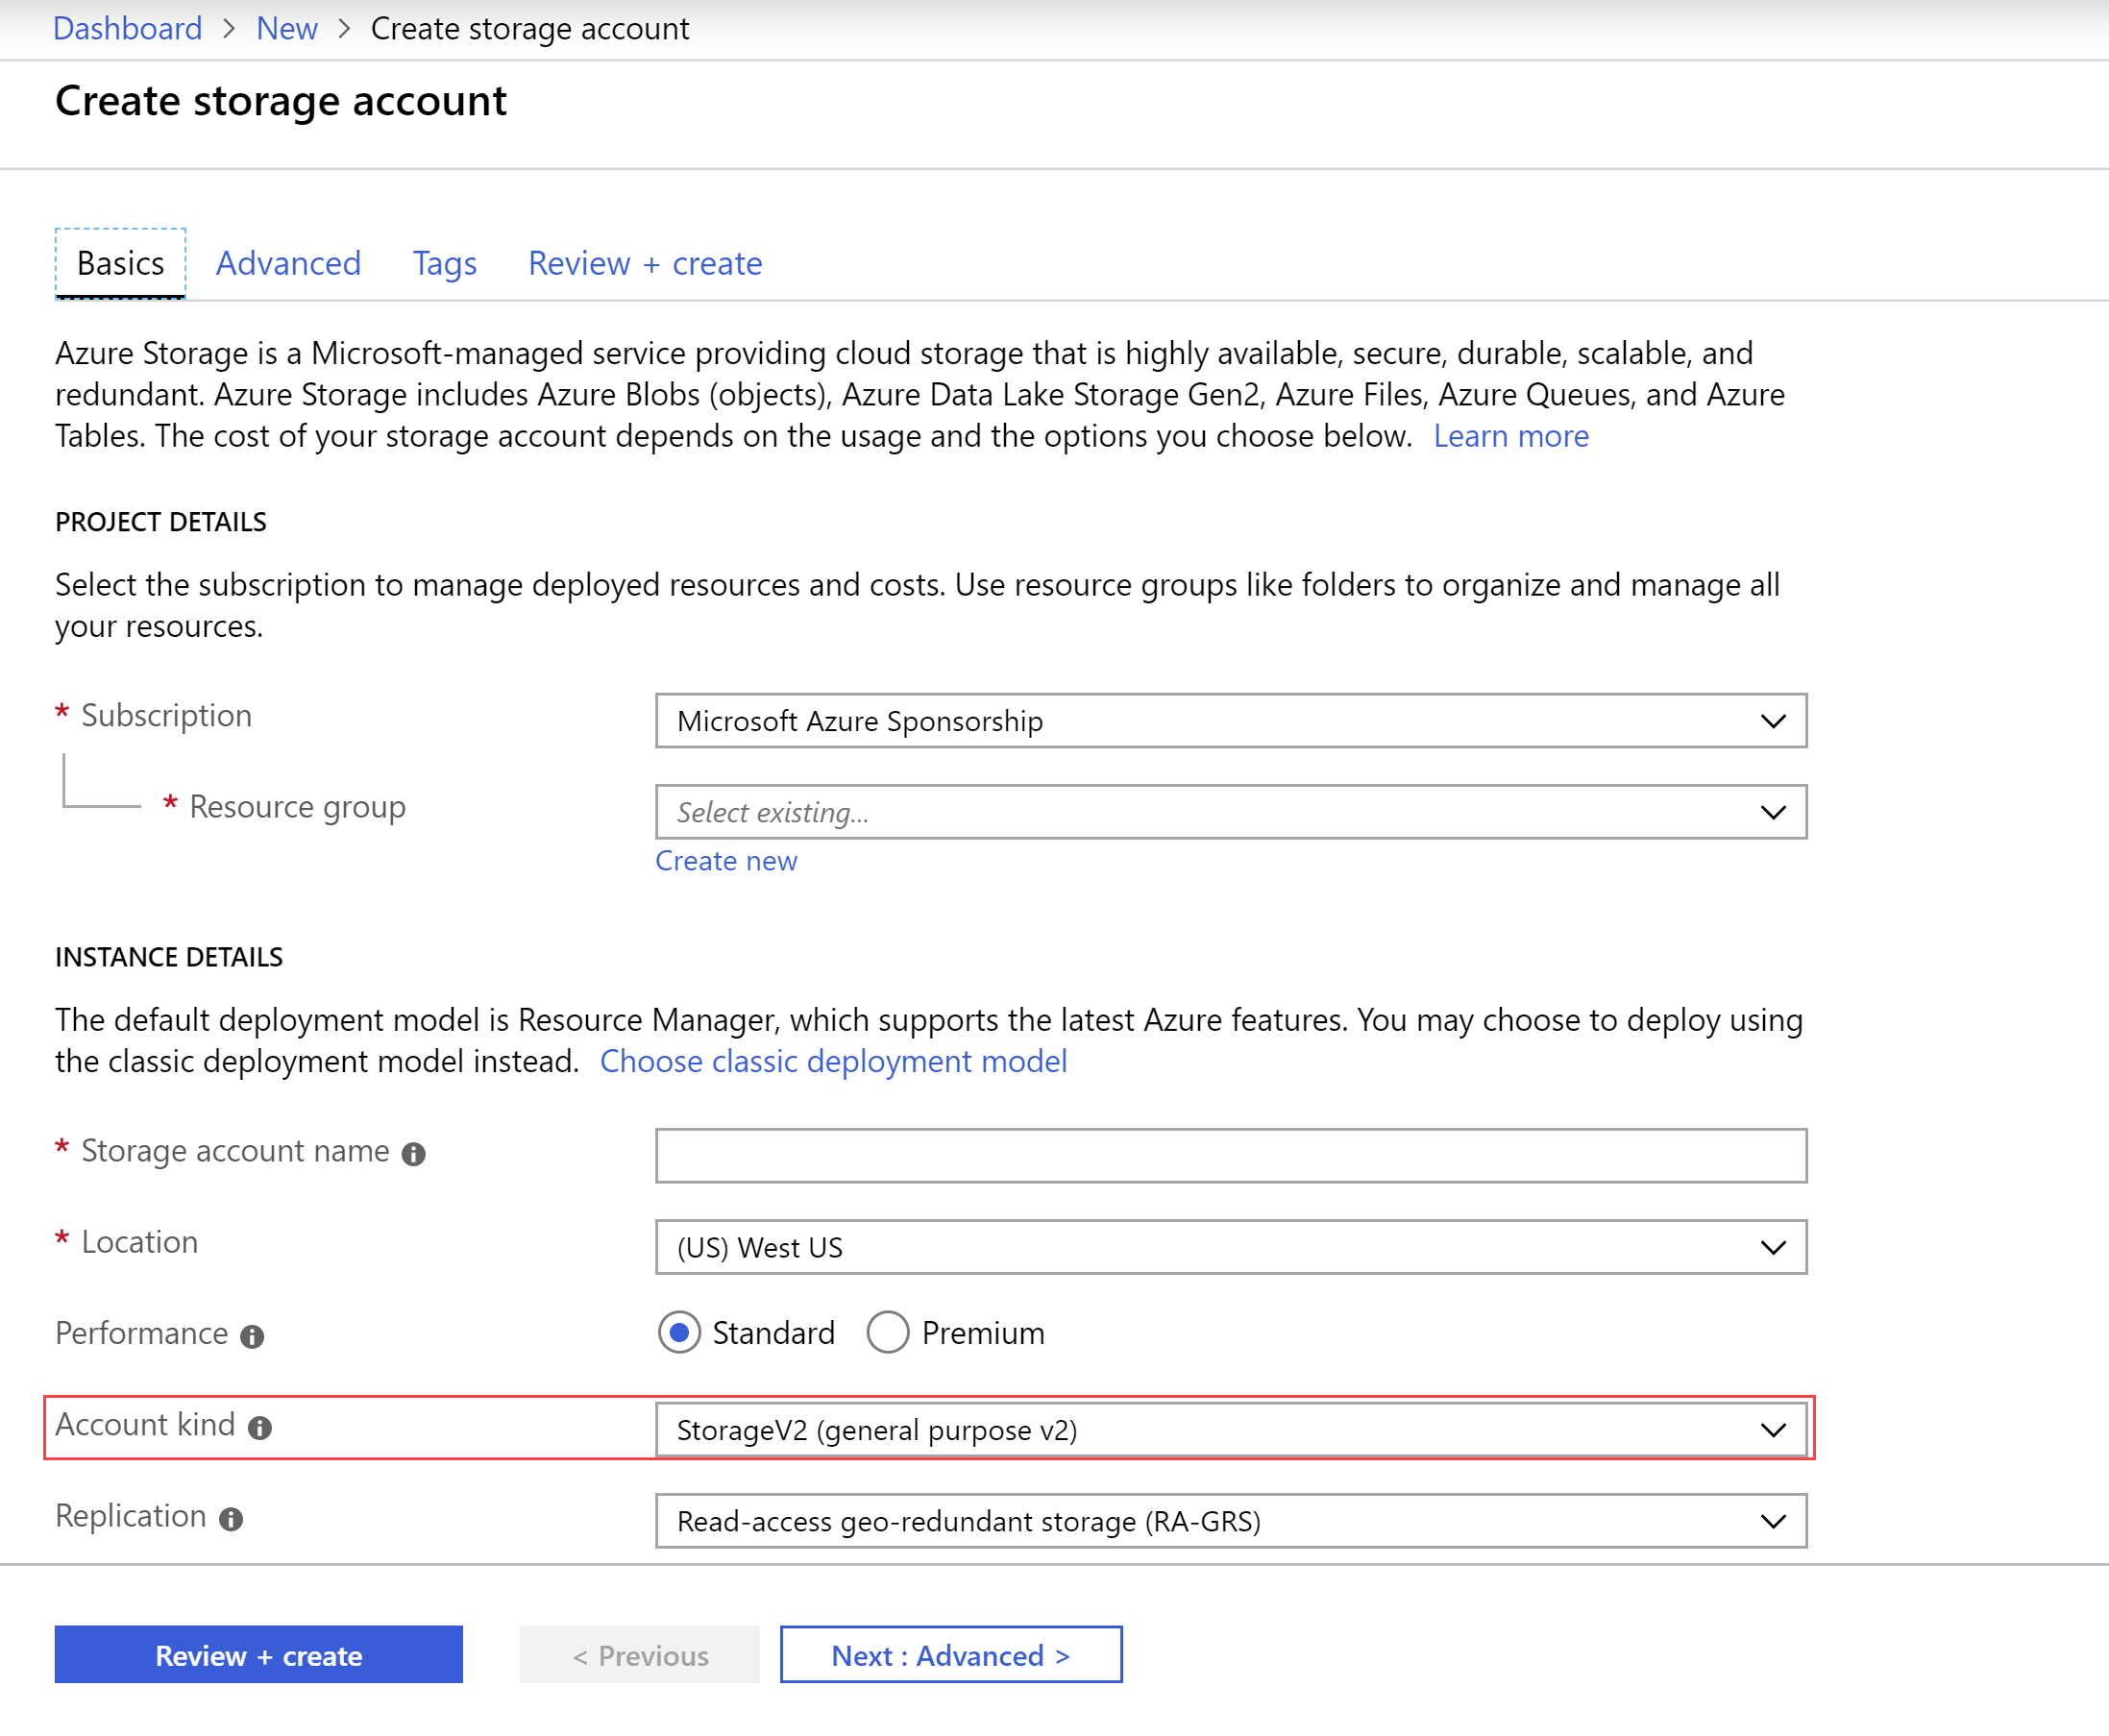 Dashboard > New > Create storage account
Create storage account
Basics Advanced Tags Review + create
Azure Storage is a Microsoft-managed service providing cloud storage that is highly available, secure, durable, scalable, and
redundant. Azure Storage includes Azure Blobs (objects), Azure Data Lake Storage Gen2, Azure Files, Azure Queues, and Azure
Tables. The cost of your storage account depends on the usage and the options you choose below. Learn more
PROJECT DETAILS
Select the subscription to manage deployed resources and costs. Use resource groups like folders to organize and manage all
your resources.
* Subscription Microsoft Azure Sponsorship
* Resource group Select existing...
Create new
INSTANCE DETAILS
The default deployment model is Resource Manager, which supports the latest Azure features. You may choose to deploy using
the classic deployment model instead. Choose classic deployment model
* Storage account name
* Location (US) West US
Performance Standard Premium
Account kind StorageV2 (general purpose v2)
Replication Read-access geo-redundant storage (RA-GRS)
Review + create < Previous Next : Advanced >